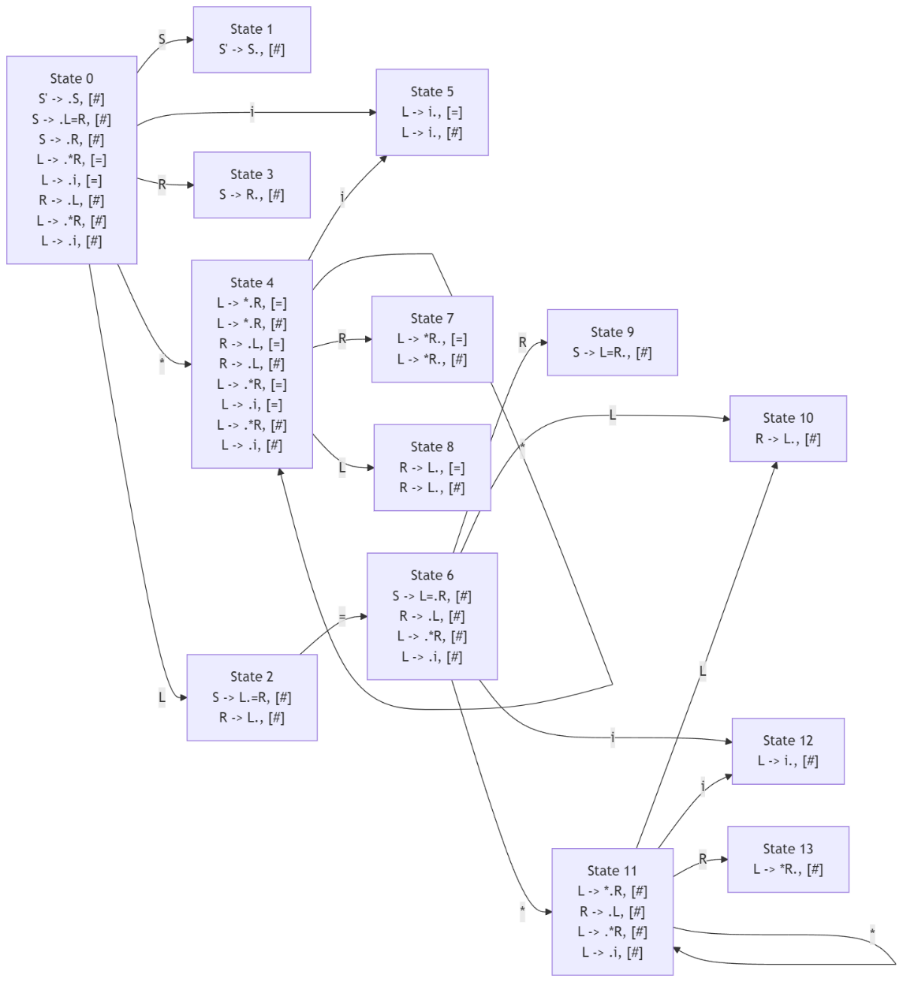 State 0
S' -> .S, [#]
S -> .L=R, [#]
S -> .R, [#]
L -> .*R, [=]
L -> .i, [=]
R -> .L, [#]
L -> .*R, [#]
L -> .i, [#]
S
State 1
S' -> S., [#]
i
State 5
L -> i., [=]
L -> i., [#]
R
State 3
S -> R., [#]
*
i
State 4
L -> *.R, [=]
L -> *.R, [#]
R -> .L, [=]
R -> .L, [#]
L -> .*R, [=]
L -> .i, [=]
L -> .*R, [#]
L -> .i, [#]
R
State 7
L -> *R., [=]
L -> *R., [#]
L
State 8
R -> L., [=]
R -> L., [#]
*
R
State 9
S -> L=R., [#]
L
State 10
R -> L., [#]
L
State 2
S -> L.=R, [#]
R -> L., [#]
=
State 6
S -> L=.R, [#]
R -> .L, [#]
L -> .*R, [#]
L -> .i, [#]
i
State 12
L -> i., [#]
*
State 11
L -> *.R, [#]
R -> .L, [#]
L -> .*R, [#]
L -> .i, [#]
L
i
R
State 13
L -> *R., [#]
*